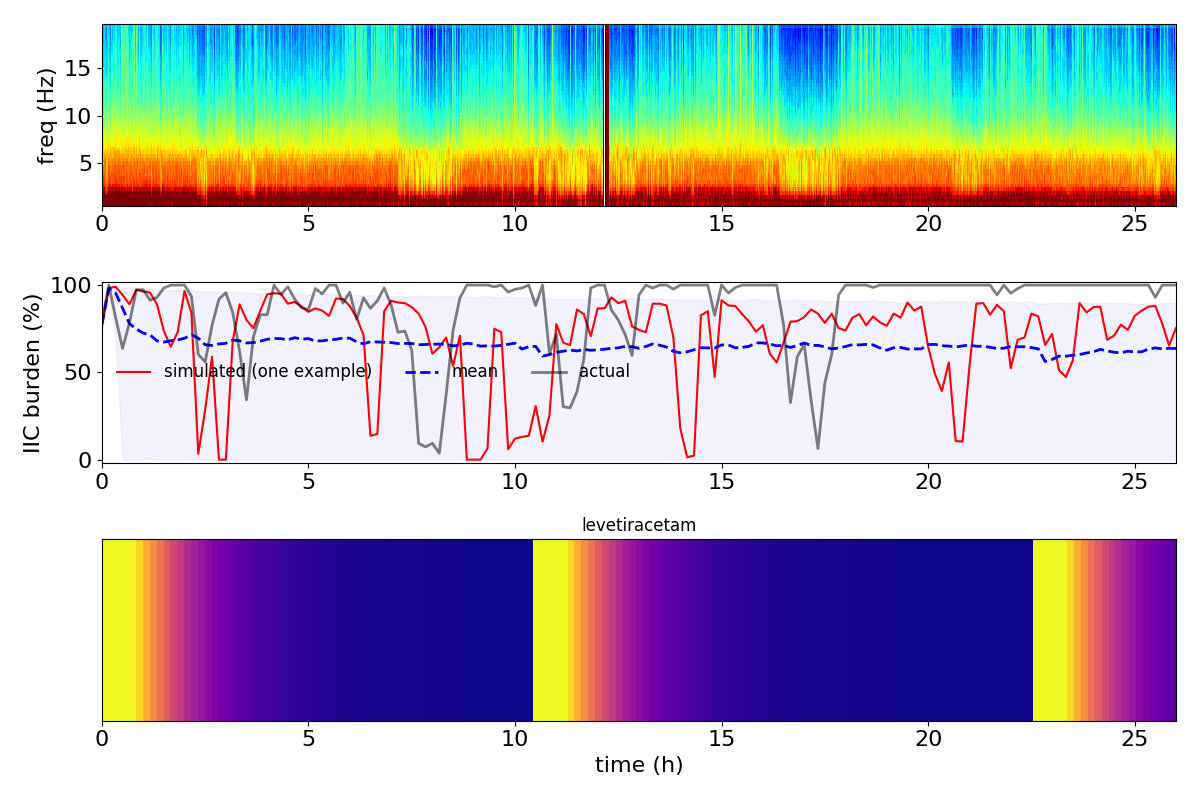 15
10
5
freq (Hz)
0 5 10 15 20 25
100
50
0
IIC burden (%)
simulated (one example) mean actual
0 5 10 15 20 25
levetiracetam
0 5 10 15 20 25
time (h)